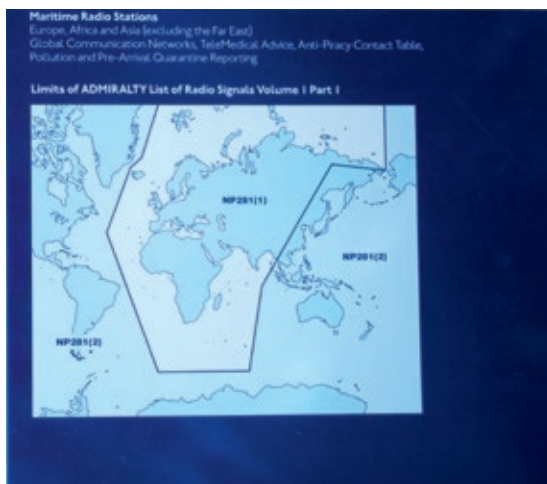 Maritime Radio Stations
Europe, Africa and Asia (excluding the Far East)
Global Communication Networks, TeleMedical Advice, Anti-Piracy Contact Table,
Pollution and Pre-Arrival Quarantine Reporting
Limits of ADMIRALTY List of Radio Signals Volume 1 Part 1
NP281(1)
NP281(2)
NP281(2)